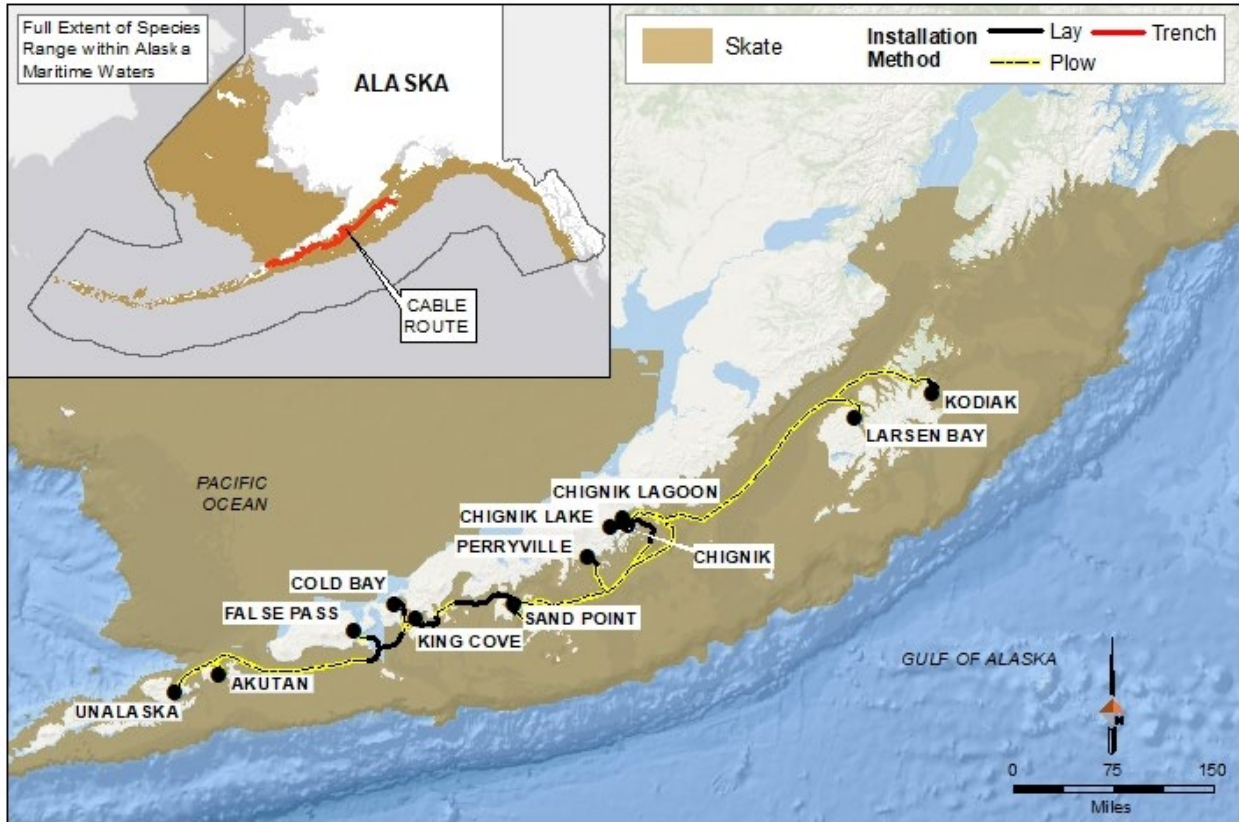 Full Extent of Species
Range within Alaska
Maritime Waters
ALASKA
CABLE
ROUTE
Skate
Installation
Method
Lay
Trench
Plow
KODIAK
LARSEN BAY
PACIFIC
OCEAN
CHIGNIK LAGOON
CHIGNIK LAKE
PERRYVILLE
CHIGNIK
COLD BAY
FALSE PASS
SAND POINT
KING COVE
AKUTAN
UNALASKA
GULF OF ALASKA
N
0 75 150
Miles